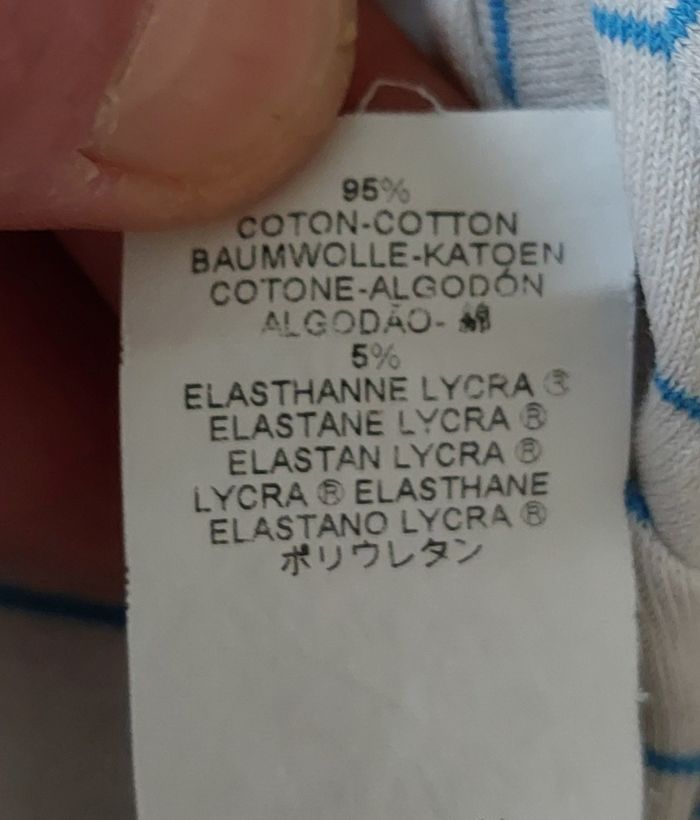 95%
COTON-COTTON
BAUMWOLLE-KATOEN
COTONE-ALGODÓN
ALGODÃO- 綿
5%
ELASTHANNE LYCRA ®
ELASTANE LYCRA ®
ELASTAN LYCRA ®
LYCRA ® ELASTHANE
ELASTANO LYCRA ®
ポリウレタン